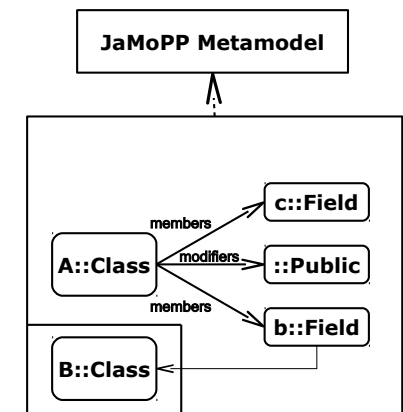 JaMoPP Metamodel
c::Field
members
A::Class
modifiers
::Public
members
b::Field
B::Class